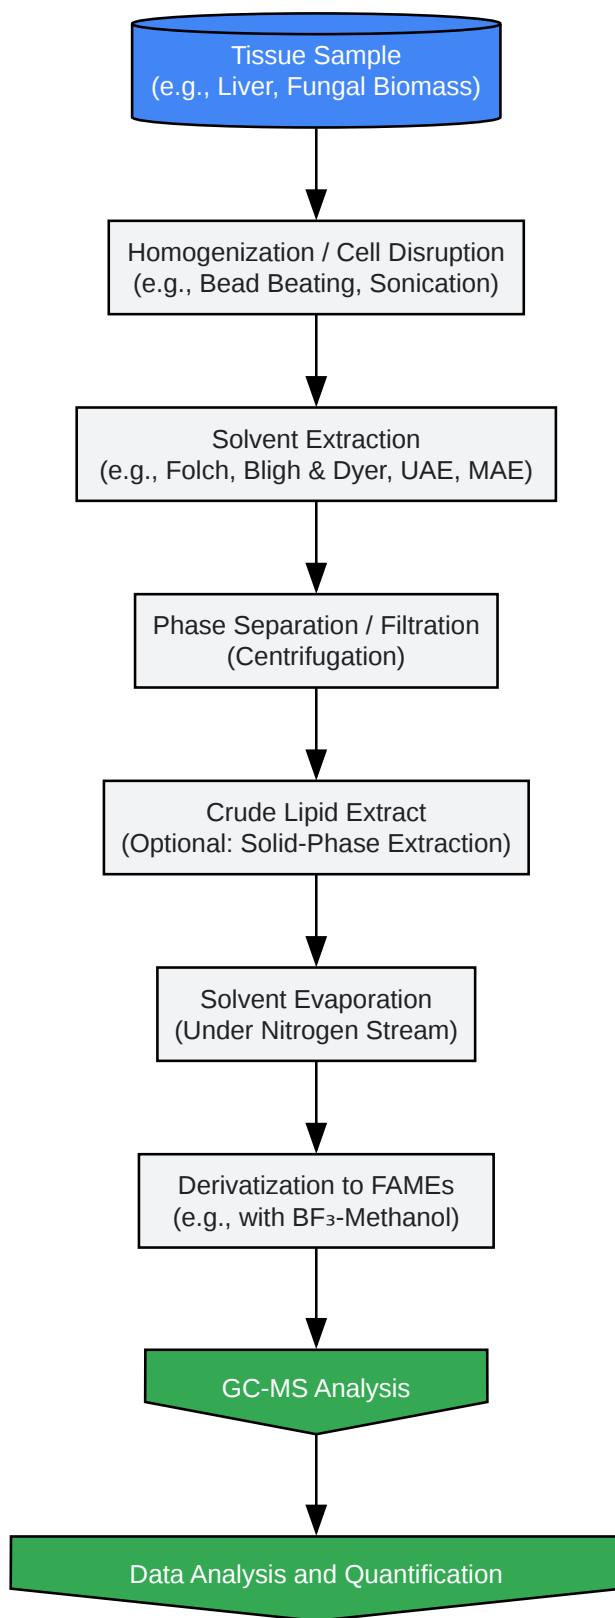 Tissue Sample
(e.g., Liver, Fungal Biomass)
Homogenization / Cell Disruption
(e.g., Bead Beating, Sonication)
Solvent Extraction
(e.g., Folch, Bligh & Dyer, UAE, MAE)
Phase Separation / Filtration
(Centrifugation)
Crude Lipid Extract
(Optional: Solid-Phase Extraction)
Solvent Evaporation
(Under Nitrogen Stream)
Derivatization to FAMEs
(e.g., with BF₃-Methanol)
GC-MS Analysis
Data Analysis and Quantification